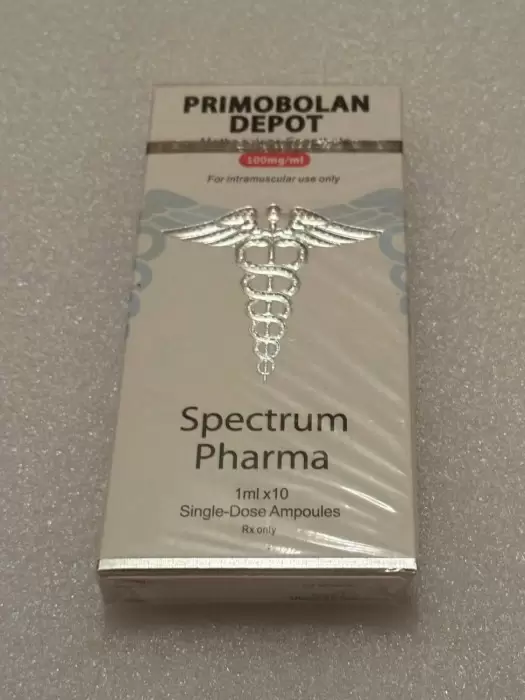 PRIMOBOLAN
DEPOT
100mg/ml
For intramuscular use only
Spectrum
Pharma
1ml x10
Single-Dose Ampoules
Rx only